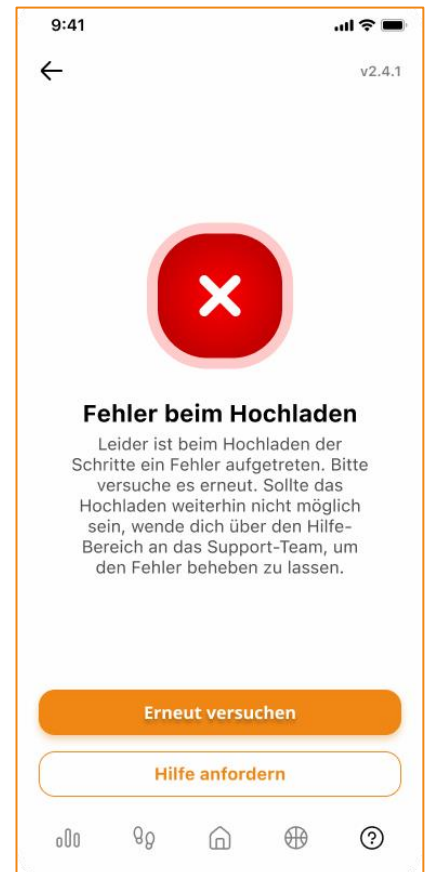 9:41
v2.4.1
Fehler beim Hochladen
Leider ist beim Hochladen der
Schritte ein Fehler aufgetreten. Bitte
versuche es erneut. Sollte das
Hochladen weiterhin nicht möglich
sein, wende dich über den Hilfe-
Bereich an das Support-Team, um
den Fehler beheben zu lassen.
Erneut versuchen
Hilfe anfordern